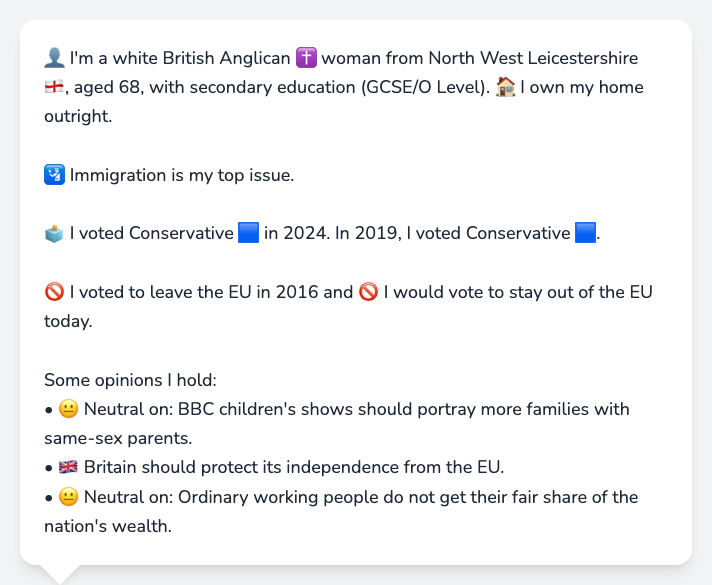 👤 I'm a white British Anglican ✝️ woman from North West Leicestershire
🏴󠁧󠁢󠁥󠁮󠁧󠁿, aged 68, with secondary education (GCSE/O Level). 🏠 I own my home
outright.
🛂 Immigration is my top issue.
🗳️ I voted Conservative 🟦 in 2024. In 2019, I voted Conservative 🟦.
🚫 I voted to leave the EU in 2016 and 🚫 I would vote to stay out of the EU
today.
Some opinions I hold:
• 😐 Neutral on: BBC children's shows should portray more families with
same-sex parents.
• 🇬🇧 Britain should protect its independence from the EU.
• 😐 Neutral on: Ordinary working people do not get their fair share of the
nation's wealth.